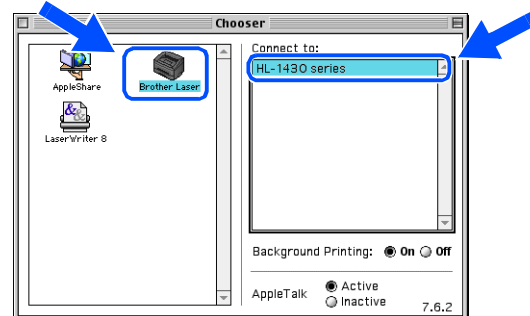 Chooser
AppleShare
Brother Laser
LaserWriter 8
Connect to:
HL-1430 series
Background Printing: On Off
AppleTalk Active
Inactive
7.6.2